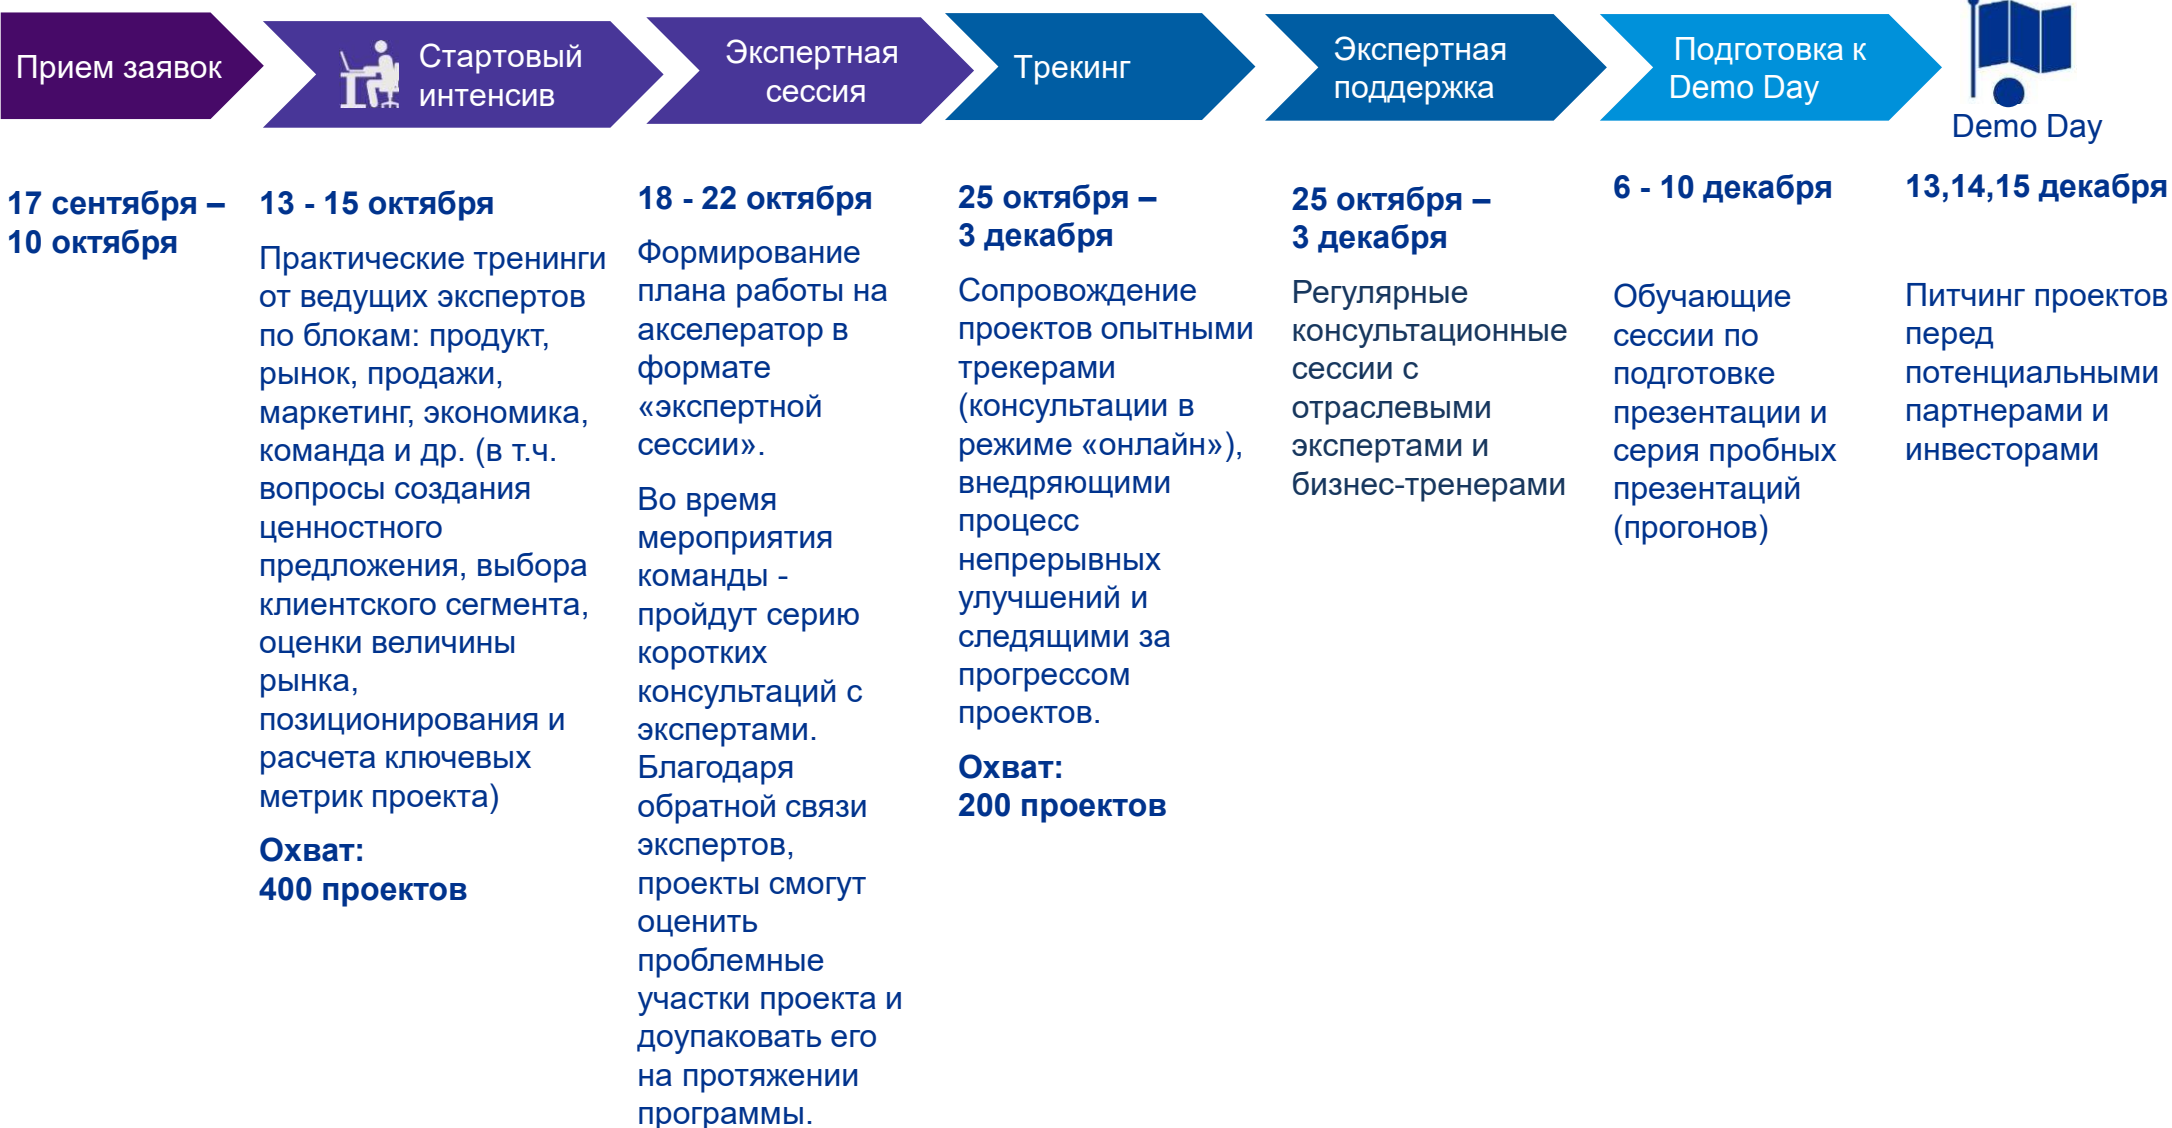 Прием заявок
Стартовый
интенсив
Экспертная
сессия
Трекинг
Экспертная
поддержка
Подготовка к
Demo Day
Demo Day
17 сентября –
10 октября
13 - 15 октября
Практические тренинги
от ведущих экспертов
по блокам: продукт,
рынок, продажи,
маркетинг, экономика,
команда и др. (в т.ч.
вопросы создания
ценностного
предложения, выбора
клиентского сегмента,
оценки величины
рынка,
позиционирования и
расчета ключевых
метрик проекта)
Охват:
400 проектов
18 - 22 октября
Формирование
плана работы на
акселератор в
формате
«экспертной
сессии».
Во время
мероприятия
команды -
пройдут серию
коротких
консультаций с
экспертами.
Благодаря
обратной связи
экспертов,
проекты смогут
оценить
проблемные
участки проекта и
доупаковать его
на протяжении
программы.
25 октября –
3 декабря
Сопровождение
проектов опытными
трекерами
(консультации в
режиме «онлайн»),
внедряющими
процесс
непрерывных
улучшений и
следящими за
прогрессом
проектов.
Охват:
200 проектов
25 октября –
3 декабря
Регулярные
консультационные
сессии с
отраслевыми
экспертами и
бизнес-тренерами
6 - 10 декабря
Обучающие
сессии по
подготовке
презентации и
серия пробных
презентаций
(прогонов)
13,14,15 декабря
Питчинг проектов
перед
потенциальными
партнерами и
инвесторами